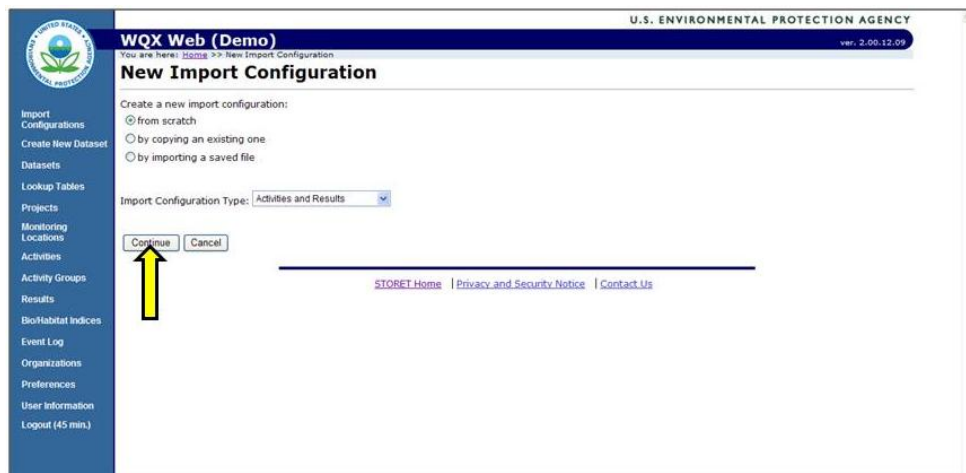 U.S. ENVIRONMENTAL PROTECTION AGENCY
WQX Web (Demo)
ver. 2.00.12.09
You are here: Home >> New Import Configuration
New Import Configuration
Create a new import configuration:
from scratch
by copying an existing one
by importing a saved file
Import Configuration Type: Activities and Results
Continue Cancel
STORET Home | Privacy and Security Notice | Contact Us
UNITED STATES
Import
Configurations
Create New Dataset
Datasets
Lookup Tables
Projects
Monitoring
Locations
Activities
Activity Groups
Results
Bio/Habitat Indices
Event Log
Organizations
Preferences
User Information
Logout (45 min.)